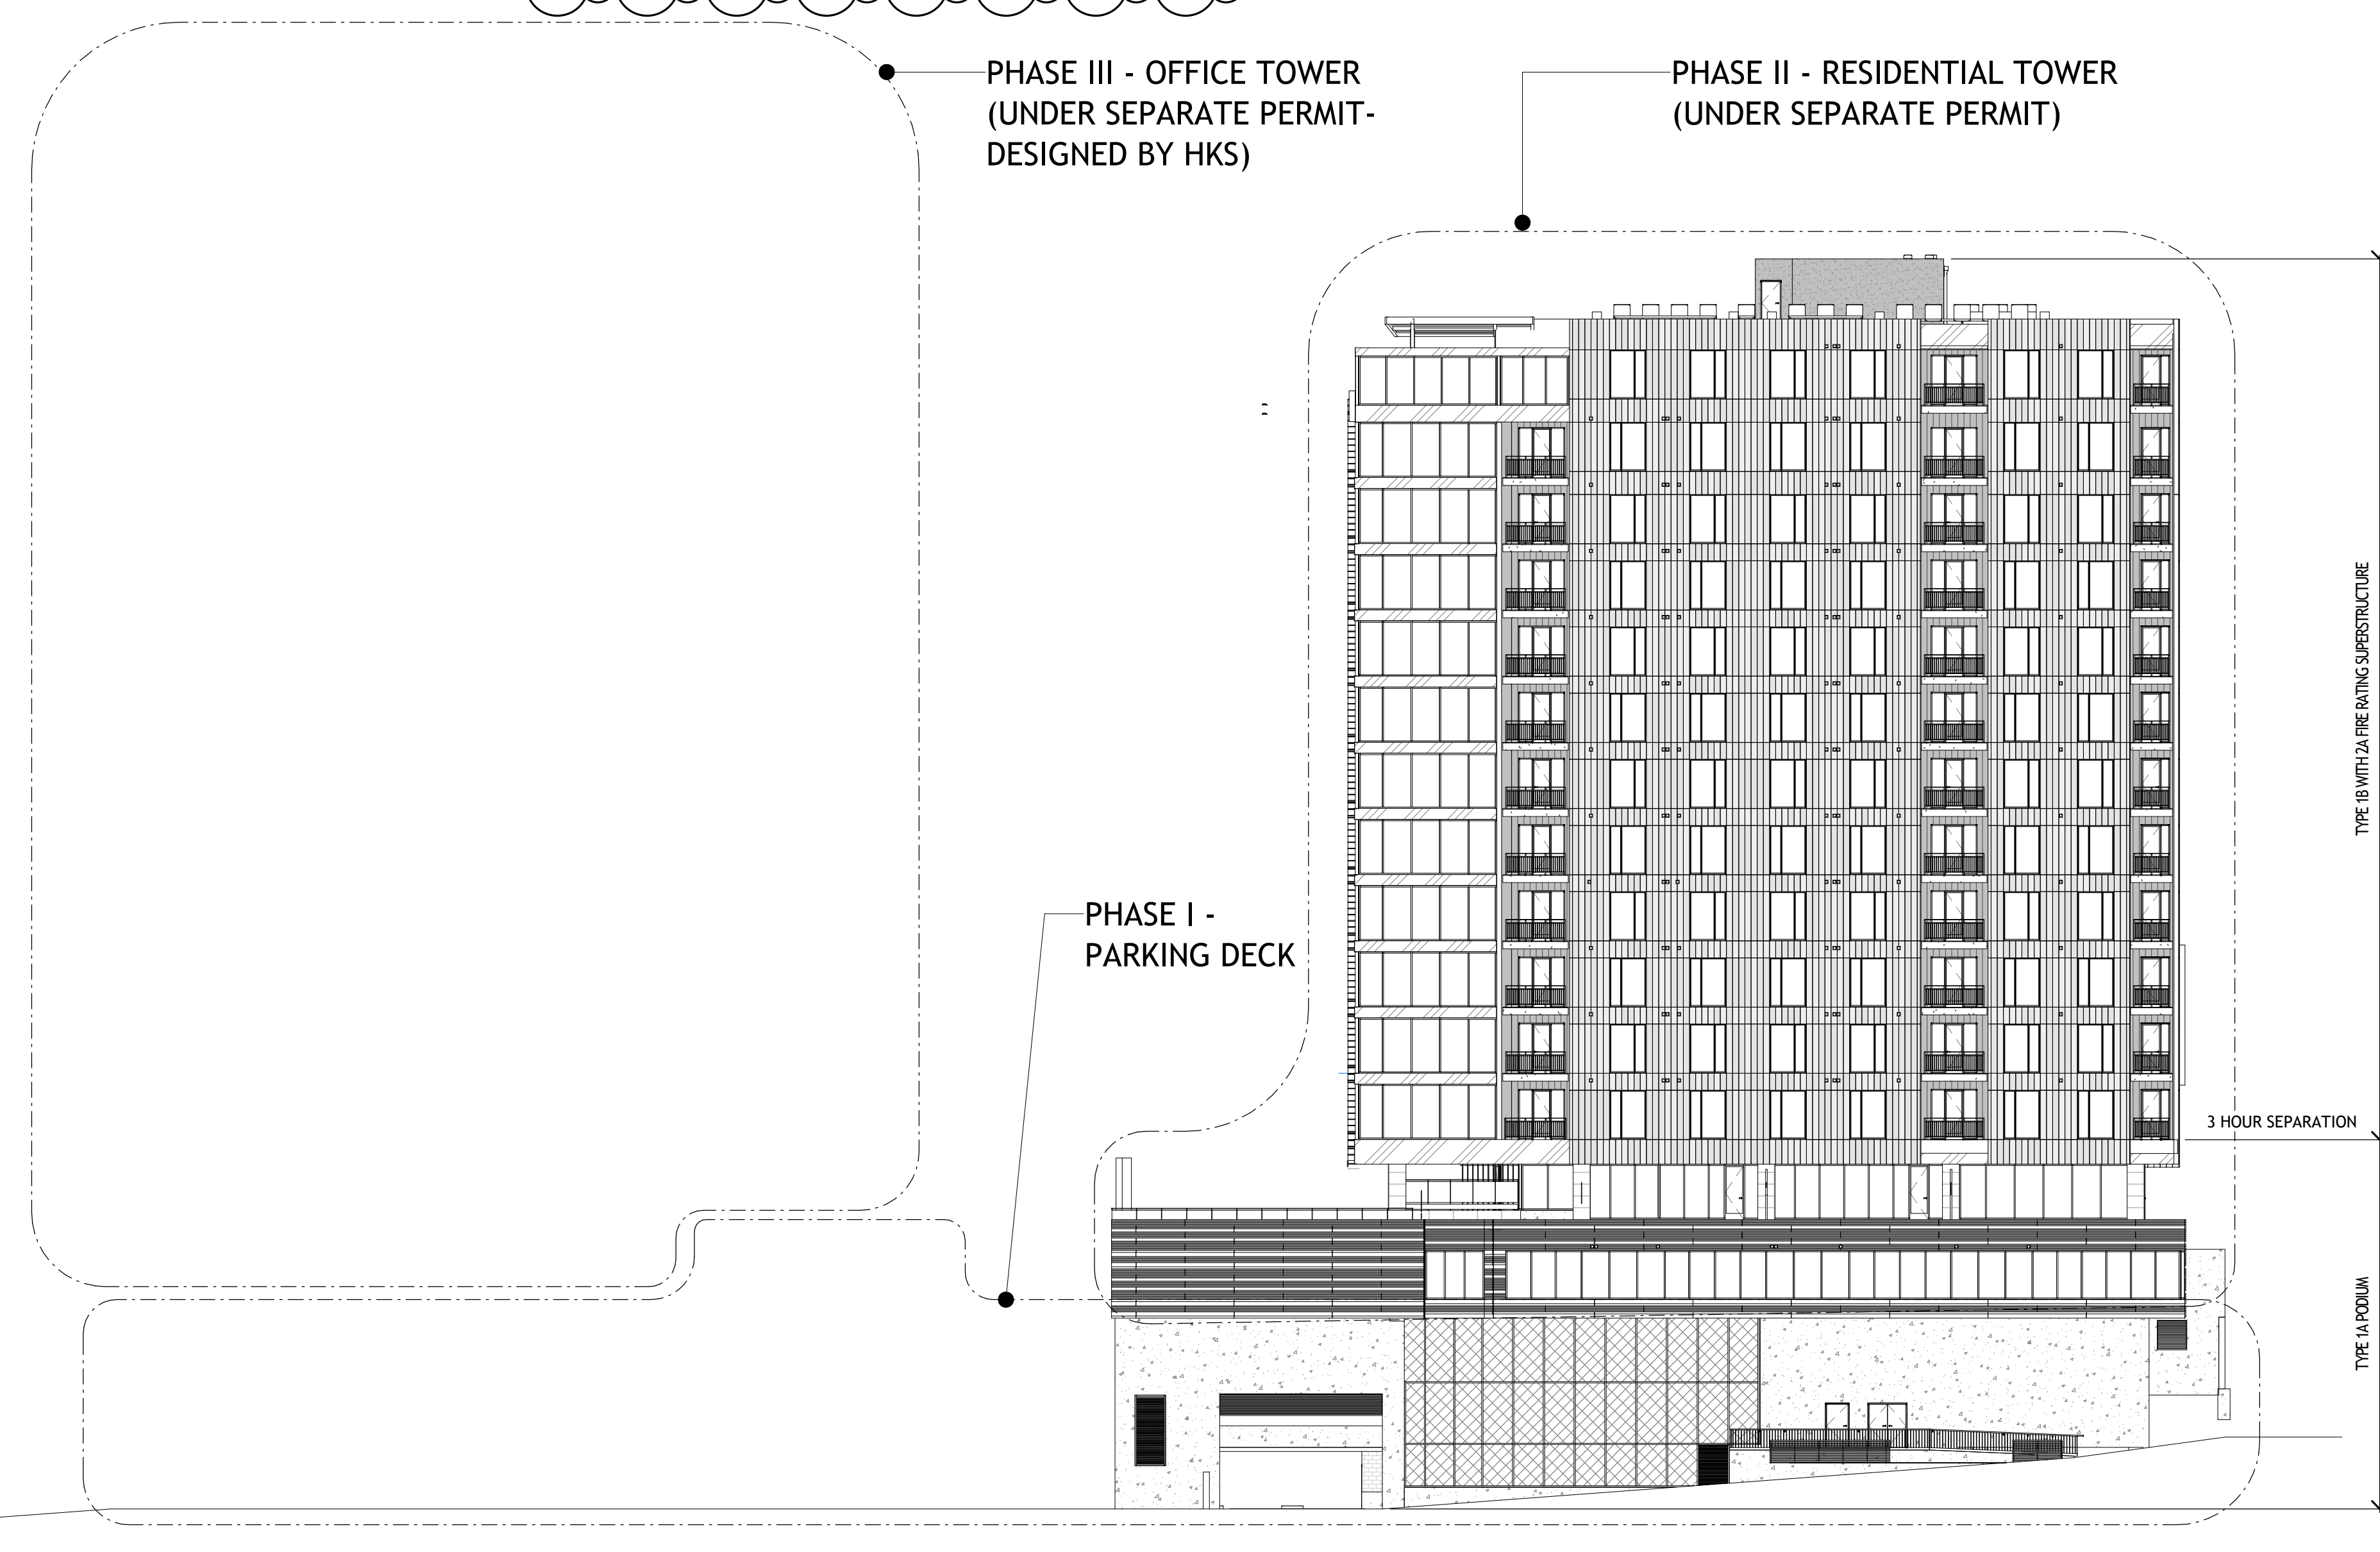 PHASE III - OFFICE TOWER
(UNDER SEPARATE PERMIT-
DESIGNED BY HKS)
PHASE II - RESIDENTIAL TOWER
(UNDER SEPARATE PERMIT)
PHASE I -
PARKING DECK
TYPE 1B WITH 2A FIRE RATING SUPERSTRUCTURE
3 HOUR SEPARATION
TYPE 1A PODIUM